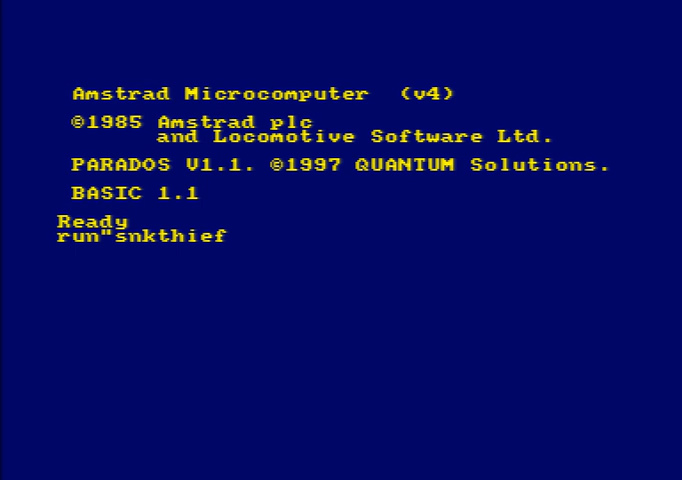 Amstrad Microcomputer (v4)
©1985 Amstrad plc
and Locomotive Software Ltd.
PARADOS V1.1. ©1997 QUANTUM Solutions.
BASIC 1.1
Ready
run"snkthief